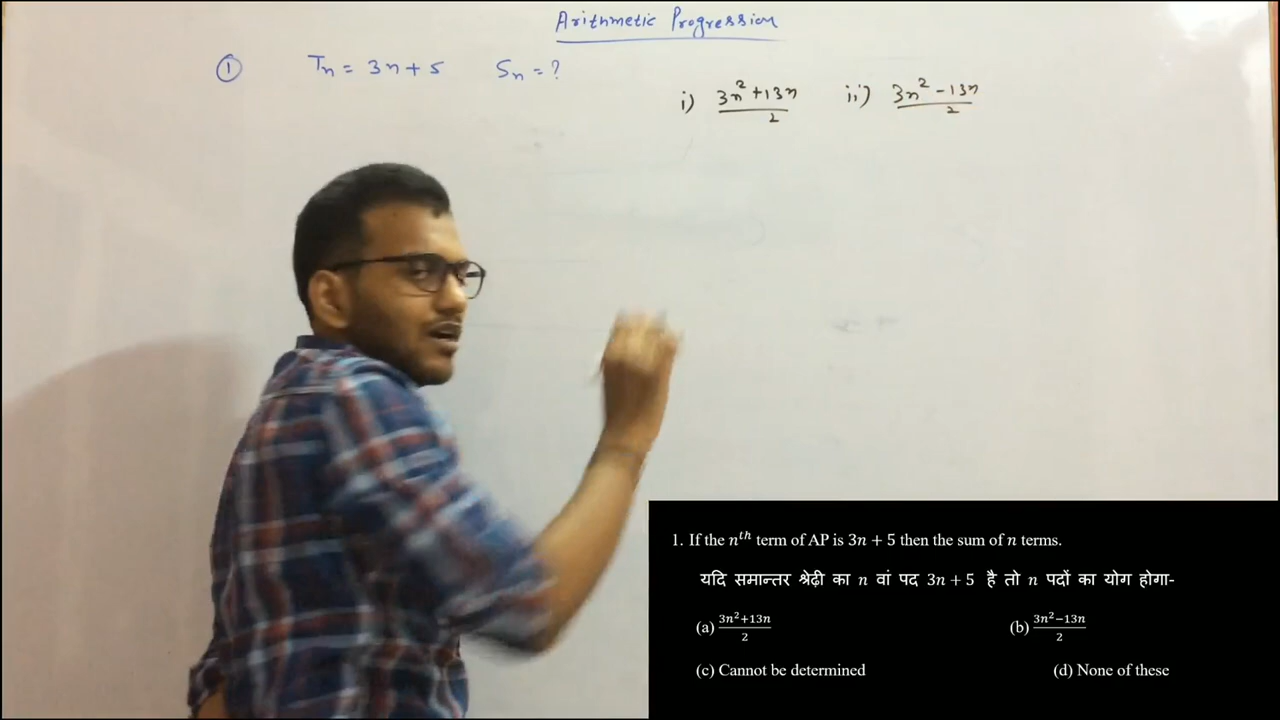 Arithmetic Progression
① Tn = 3n + 5 Sn = ?
i) 3n² + 13n / 2 ii) 3n² - 13n / 2
1. If the nᵗʰ term of AP is 3n + 5 then the sum of n terms.
यदि समान्तर श्रेढ़ी का n वां पद 3n + 5 है तो n पदों का योग होगा-
(a) 3n²+13n / 2 (b) 3n²−13n / 2
(c) Cannot be determined (d) None of these